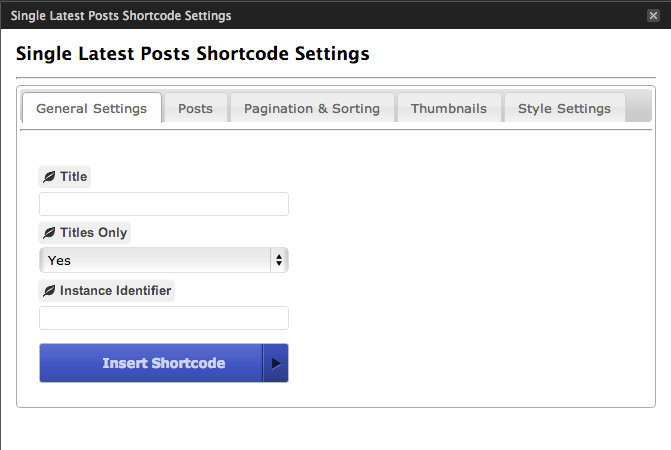 Single Latest Posts Shortcode Settings
Single Latest Posts Shortcode Settings
General Settings Posts Pagination & Sorting Thumbnails Style Settings
Title
Titles Only
Yes
Instance Identifier
Insert Shortcode